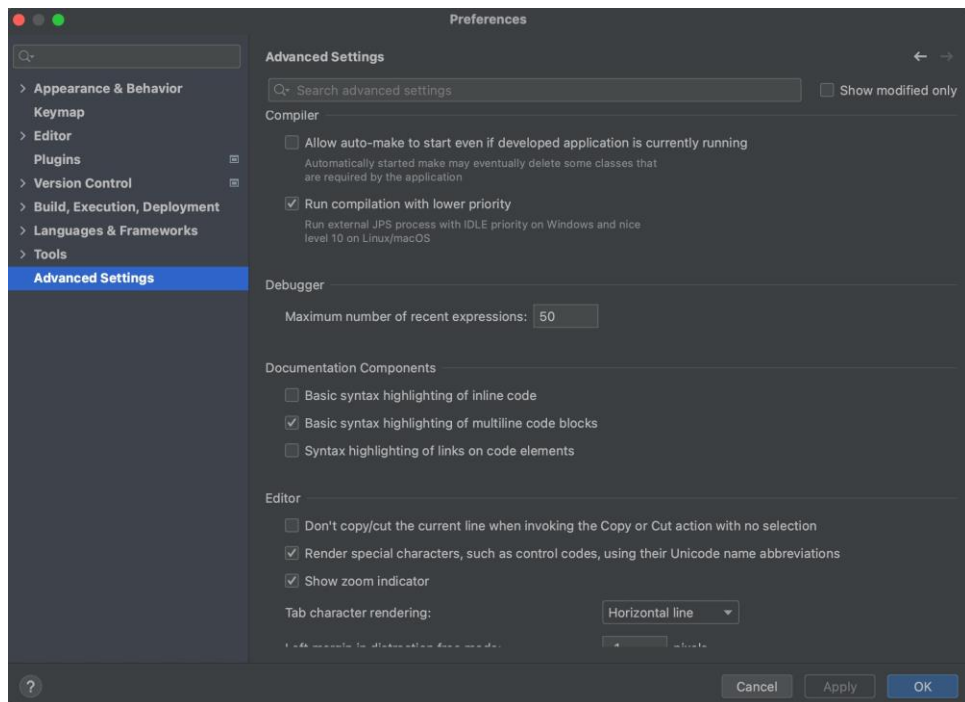 Preferences
Advanced Settings
Search advanced settings
Show modified only
Appearance & Behavior
Keymap
Editor
Plugins
Version Control
Build, Execution, Deployment
Languages & Frameworks
Tools
Advanced Settings
Compiler
Allow auto-make to start even if developed application is currently running
Automatically started make may eventually delete some classes that
are required by the application
Run compilation with lower priority
Run external JPS process with IDLE priority on Windows and nice
level 10 on Linux/macOS
Debugger
Maximum number of recent expressions: 50
Documentation Components
Basic syntax highlighting of inline code
Basic syntax highlighting of multiline code blocks
Syntax highlighting of links on code elements
Editor
Don't copy/cut the current line when invoking the Copy or Cut action with no selection
Render special characters, such as control codes, using their Unicode name abbreviations
Show zoom indicator
Tab character rendering: Horizontal line
Left margin in distraction free mode: pixels
?
Cancel
Apply
OK